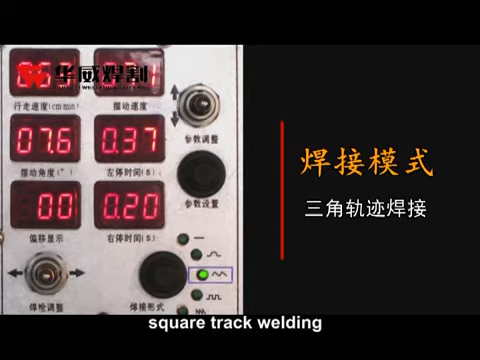 华威焊割
行走速度(cm/min)
摆动速度
07.6
0.37
参数调整
摆动角度(°)
左停时间(S)
00
0.20
参数设置
偏移显示
右停时间(S)
焊枪调整
焊接形式
焊接模式
三角轨迹焊接
square track welding